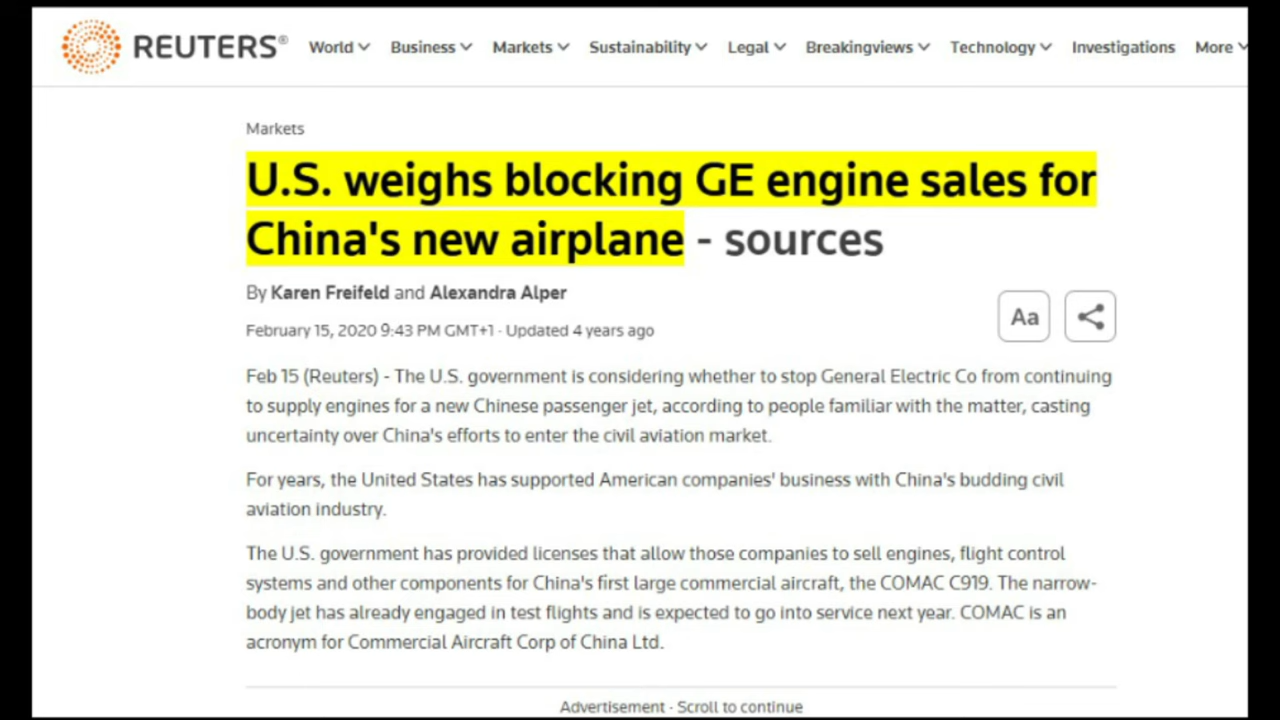 REUTERS® World Business Markets Sustainability Legal Breakingviews Technology Investigations More
Markets
U.S. weighs blocking GE engine sales for
China's new airplane - sources
By Karen Freifeld and Alexandra Alper
February 15, 2020 9:43 PM GMT+1 · Updated 4 years ago
Aa
Feb 15 (Reuters) - The U.S. government is considering whether to stop General Electric Co from continuing
to supply engines for a new Chinese passenger jet, according to people familiar with the matter, casting
uncertainty over China's efforts to enter the civil aviation market.
For years, the United States has supported American companies' business with China's budding civil
aviation industry.
The U.S. government has provided licenses that allow those companies to sell engines, flight control
systems and other components for China's first large commercial aircraft, the COMAC C919. The narrow-
body jet has already engaged in test flights and is expected to go into service next year. COMAC is an
acronym for Commercial Aircraft Corp of China Ltd.
Advertisement · Scroll to continue